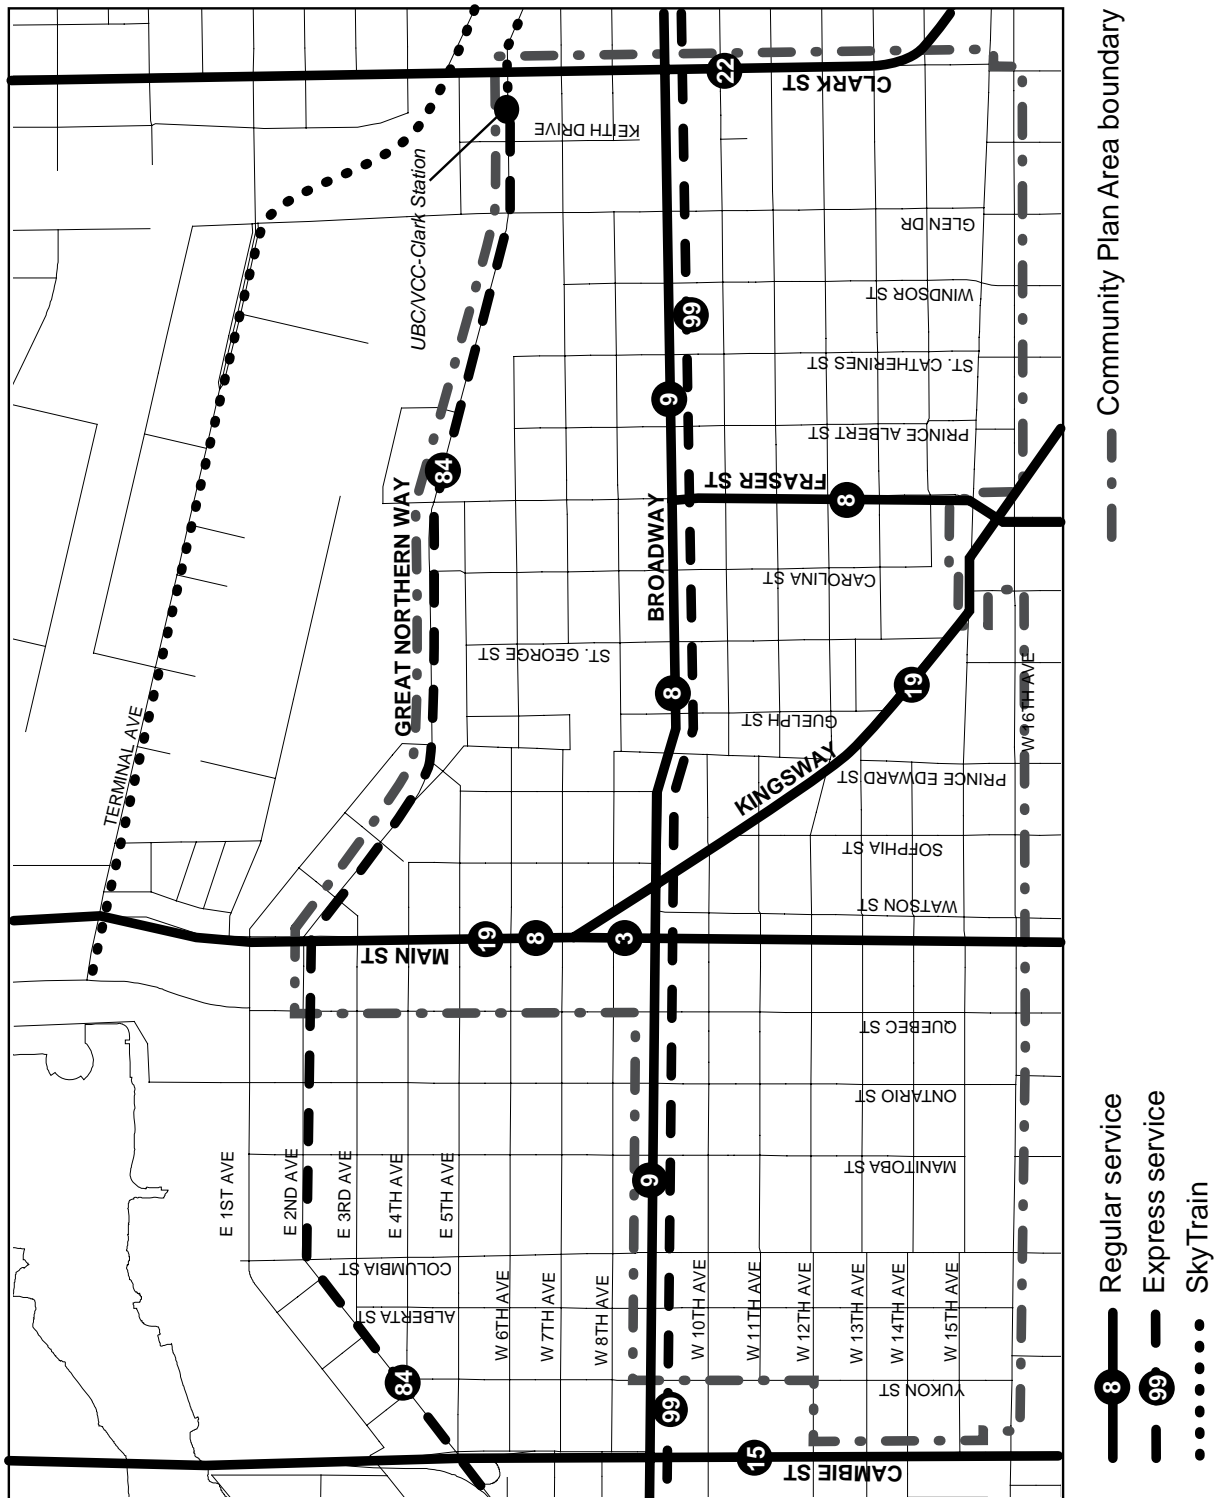 TERMINAL AVE
UBC/VCC-Clark Station
GREAT NORTHERN WAY
84
MAIN ST
19
8
3
CLARK ST
22
KEITH DRIVE
GLEN DR
WINDSOR ST
ST. CATHERINES ST
PRINCE ALBERT ST
FRASER ST
8
BROADWAY
99
9
8
CAROLINA ST
ST. GEORGE ST
GUELPH ST
19
KINGSWAY
PRINCE EDWARD ST
SOFPHIA ST
WATSON ST
W 16TH AVE
QUEBEC ST
ONTARIO ST
MANITOBA ST
9
E 1ST AVE
E 2ND AVE
E 3RD AVE
E 4TH AVE
E 5TH AVE
COLUMBIA ST
ALBERTA ST
84
W 6TH AVE
W 7TH AVE
W 8TH AVE
W 10TH AVE
W 11TH AVE
W 12TH AVE
W 13TH AVE
W 14TH AVE
W 15TH AVE
YUKON ST
99
15
CAMBIE ST
8 Regular service
99 Express service
SkyTrain
Community Plan Area boundary